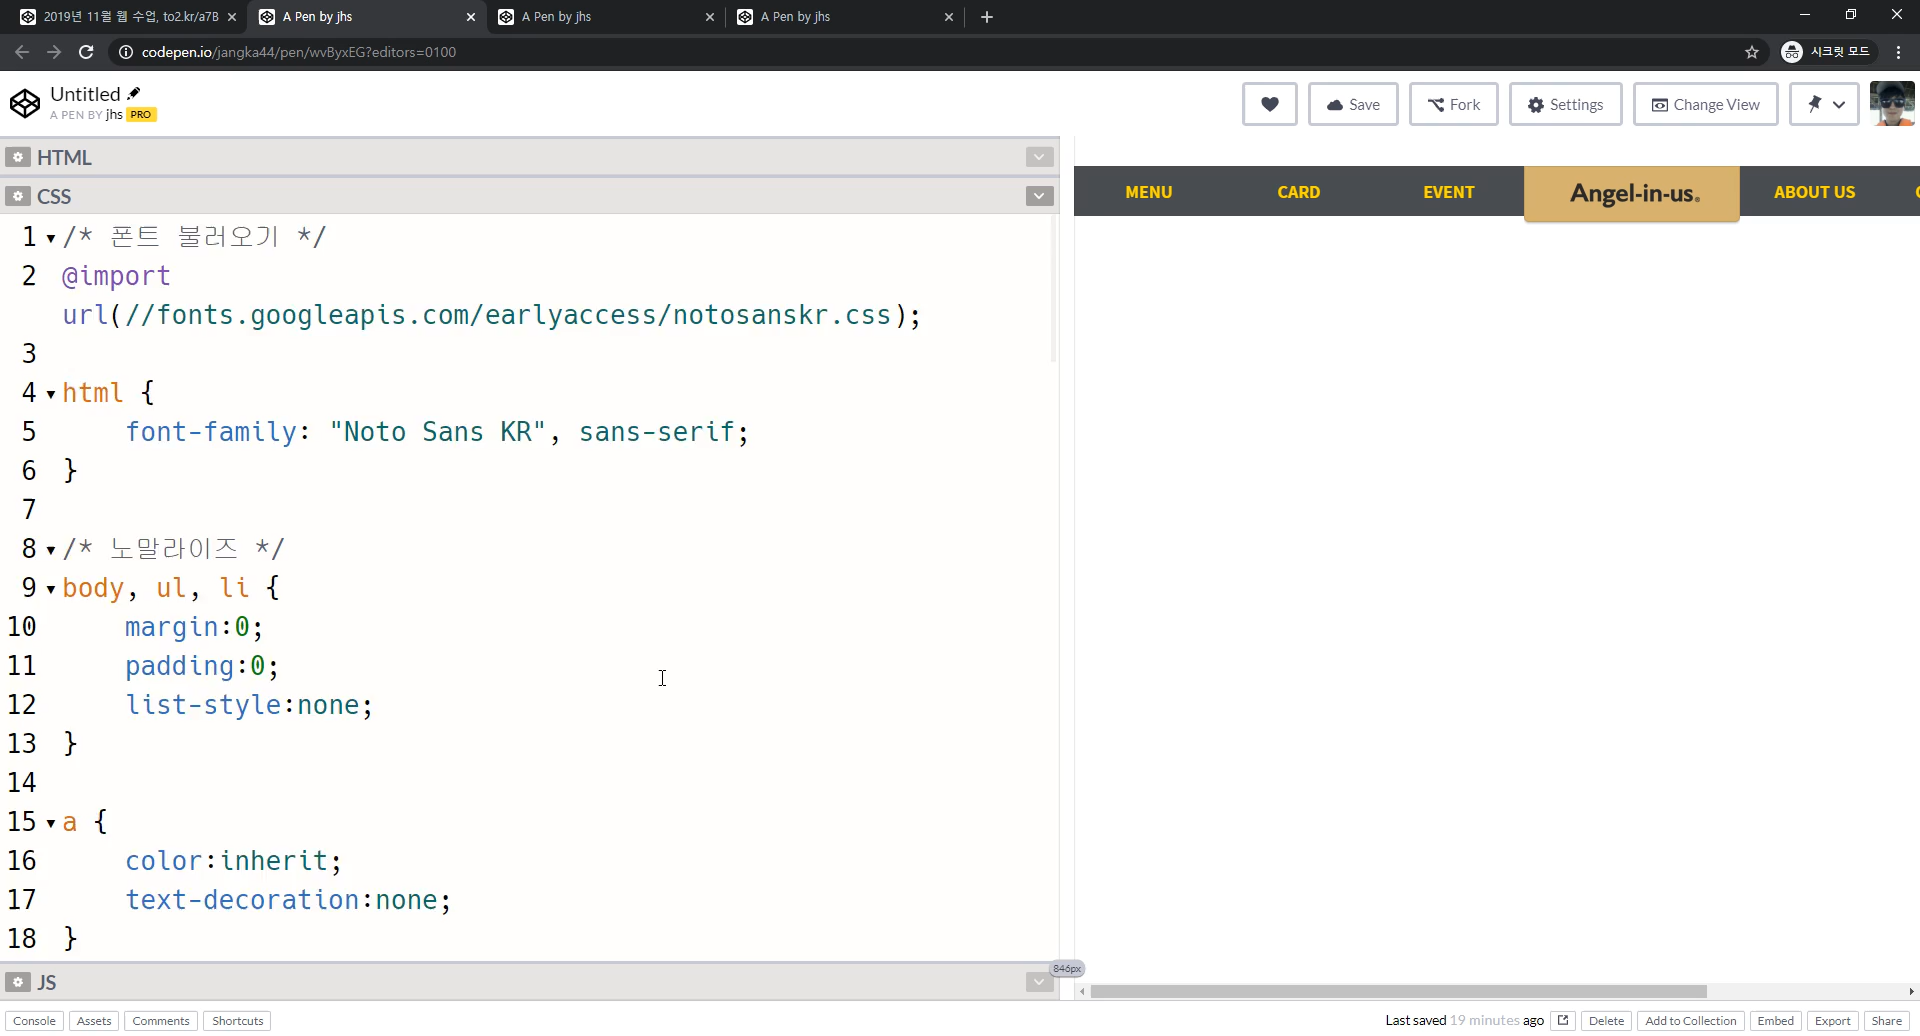 2019년 11월 웹 수업, to2.kr/a7B
A Pen by jhs
A Pen by jhs
A Pen by jhs
codepen.io/jangka44/pen/wvByxEG?editors=0100
시크릿 모드
Untitled
A PEN BY jhs PRO
Save
Fork
Settings
Change View
HTML
CSS
1 /* 폰트 불러오기 */
2 @import
url(//fonts.googleapis.com/earlyaccess/notosanskr.css);
3
4 html {
5 font-family: "Noto Sans KR", sans-serif;
6 }
7
8 /* 노말라이즈 */
9 body, ul, li {
10 margin:0;
11 padding:0;
12 list-style:none;
13 }
14
15 a {
16 color:inherit;
17 text-decoration:none;
18 }
MENU CARD EVENT Angel-in-us® ABOUT US
JS
846px
Console Assets Comments Shortcuts
Last saved 19 minutes ago Delete Add to Collection Embed Export Share